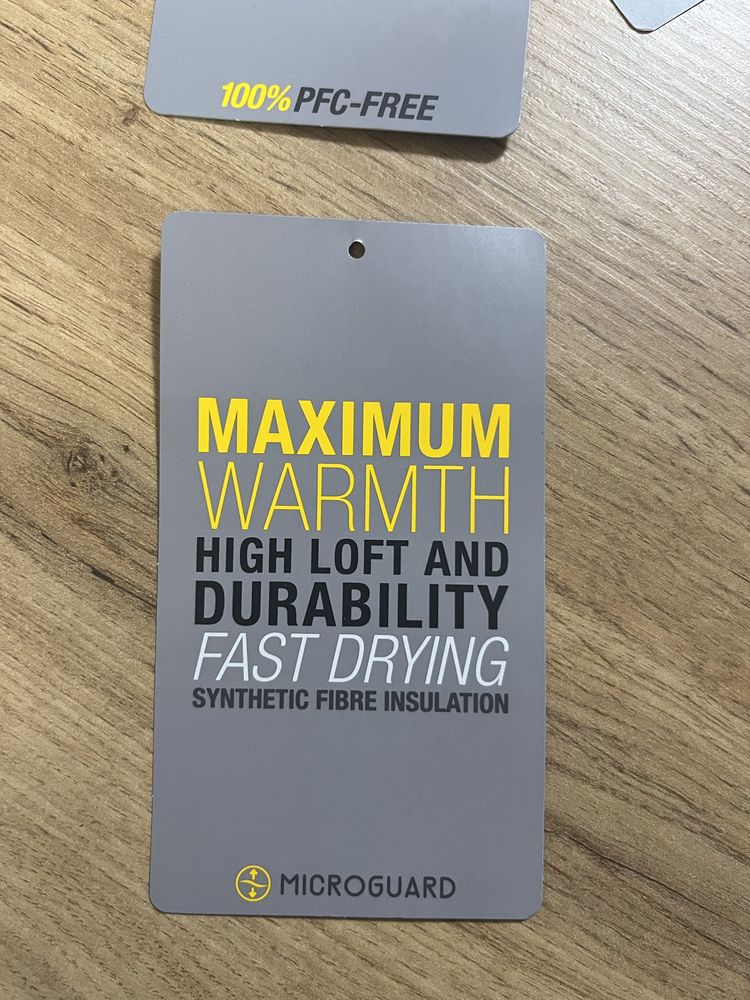 100% PFC-FREE
MAXIMUM
WARMTH
HIGH LOFT AND
DURABILITY
FAST DRYING
SYNTHETIC FIBRE INSULATION
MICROGUARD